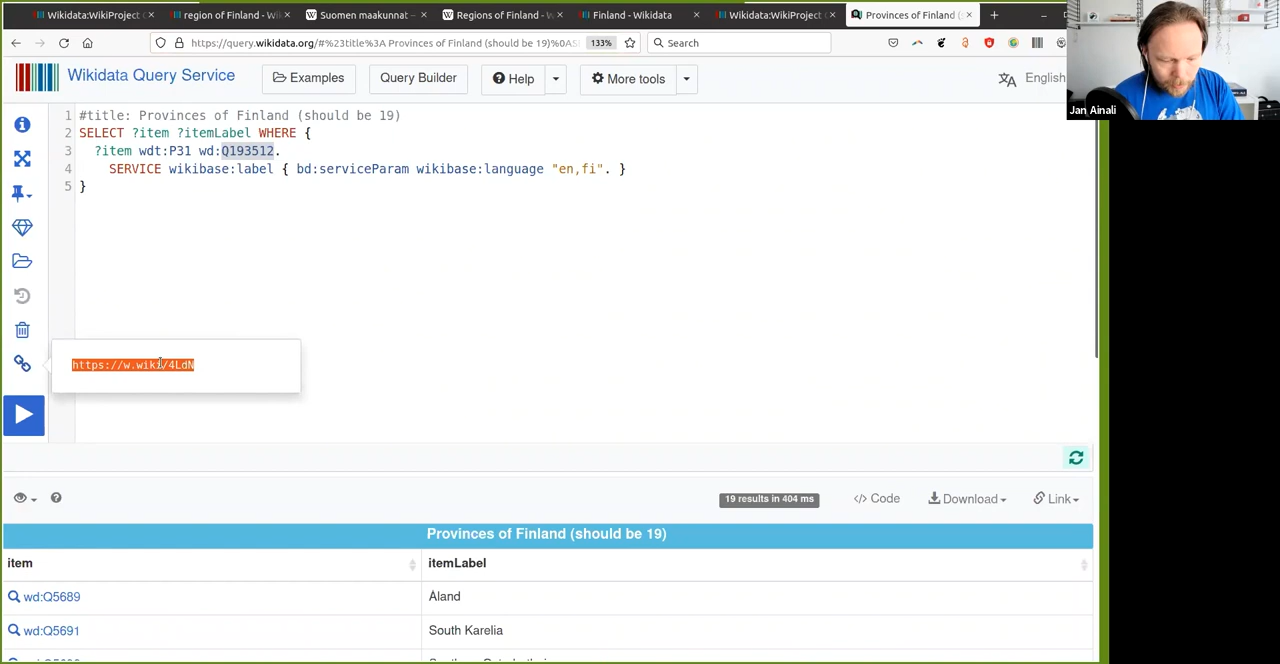 Wikidata:WikiProject
region of Finland - Wiki
Suomen maakunnat –
Regions of Finland - W
Finland - Wikidata
Wikidata:WikiProject
Provinces of Finland (
https://query.wikidata.org/#%23title%3A Provinces of Finland (should be 19)%0AS
133%
Search
Wikidata Query Service
Examples
Query Builder
Help
More tools
English
Jan Ainali
1 #title: Provinces of Finland (should be 19)
2 SELECT ?item ?itemLabel WHERE {
3 ?item wdt:P31 wd:Q193512.
4 SERVICE wikibase:label { bd:serviceParam wikibase:language "en,fi". }
5 }
https://w.wiki/4LdN
19 results in 404 ms
</> Code
Download
Link
Provinces of Finland (should be 19)
item
itemLabel
wd:Q5689
Åland
wd:Q5691
South Karelia